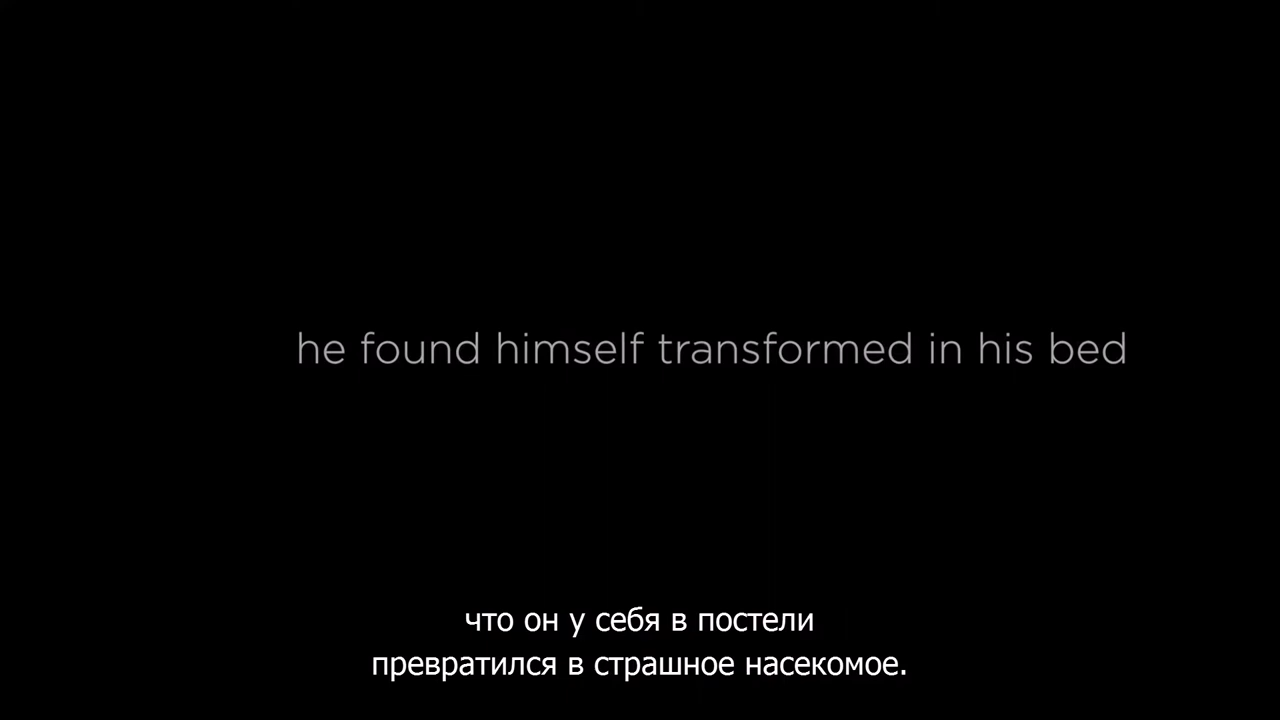 he found himself transformed in his bed
что он у себя в постели
превратился в страшное насекомое.